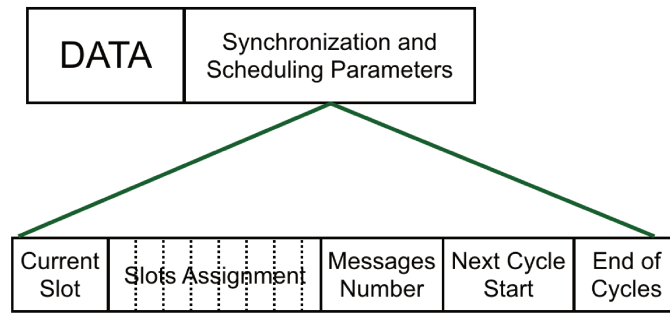 DATA
Synchronization and
Scheduling Parameters
Current
Slot
Slots Assignment
Messages
Number
Next Cycle
Start
End of
Cycles